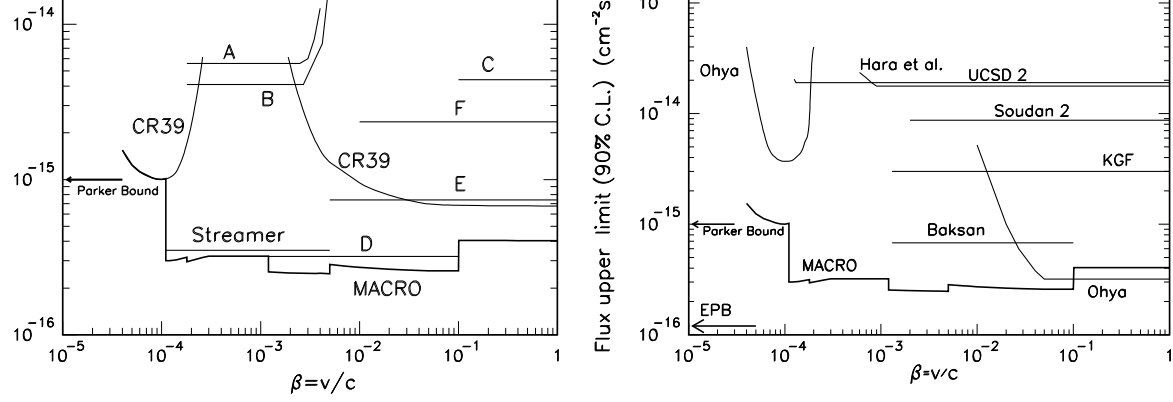 10⁻¹⁴
A
C
B
F
CR39
CR39
10⁻¹⁵
Parker Bound
E
Streamer
D
MACRO
10⁻¹⁶
10⁻⁵
10⁻⁴
10⁻³
10⁻²
10⁻¹
1
β=v/c
Flux upper limit (90% C.L.) (cm⁻²s
Ohya
Hara et al.
UCSD 2
10⁻¹⁴
Soudan 2
KGF
10⁻¹⁵
Parker Bound
Baksan
MACRO
Ohya
EPB
10⁻¹⁶
10⁻⁵
10⁻⁴
10⁻³
10⁻²
10⁻¹
1
β=v/c